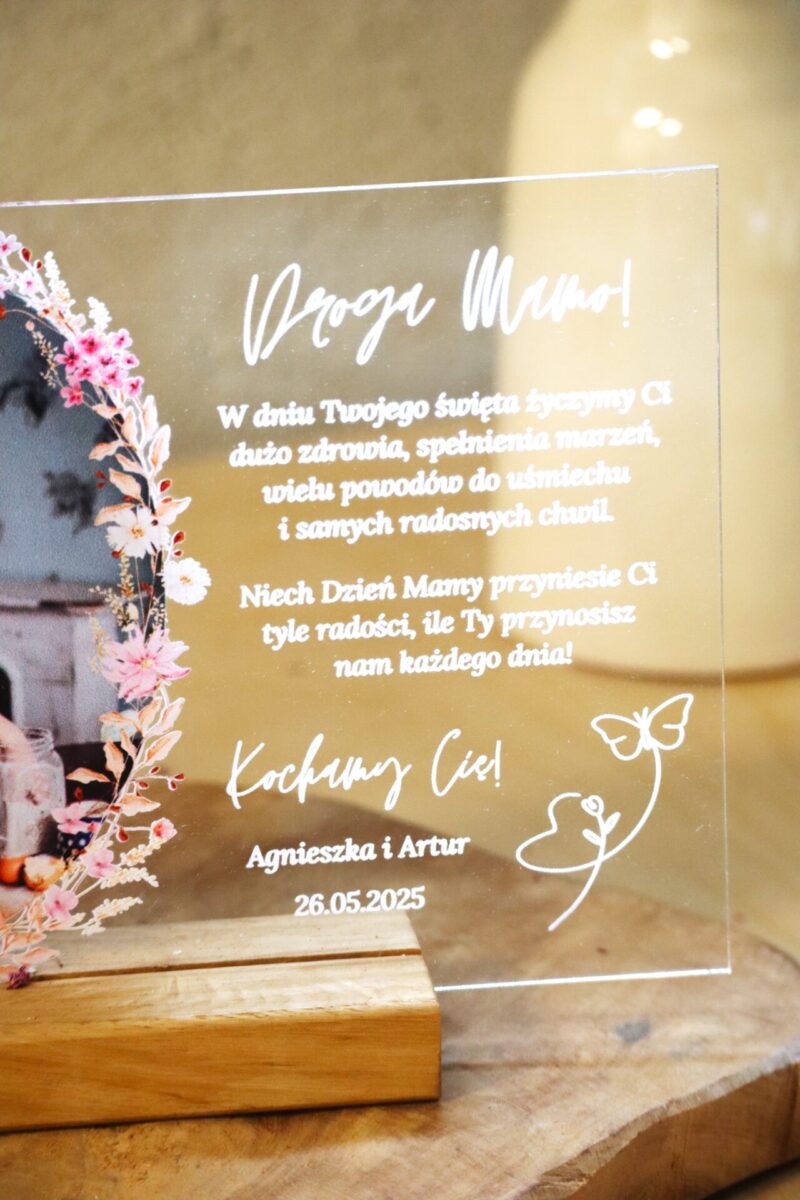 Droga Mamo!
W dniu Twojego święta życzymy Ci
dużo zdrowia, spełnienia marzeń,
wielu powodów do uśmiechu
i samych radosnych chwil.
Niech Dzień Mamy przyniesie Ci
tyle radości, ile Ty przynosisz
nam każdego dnia!
Kochamy Cię!
Agnieszka i Artur
26.05.2025